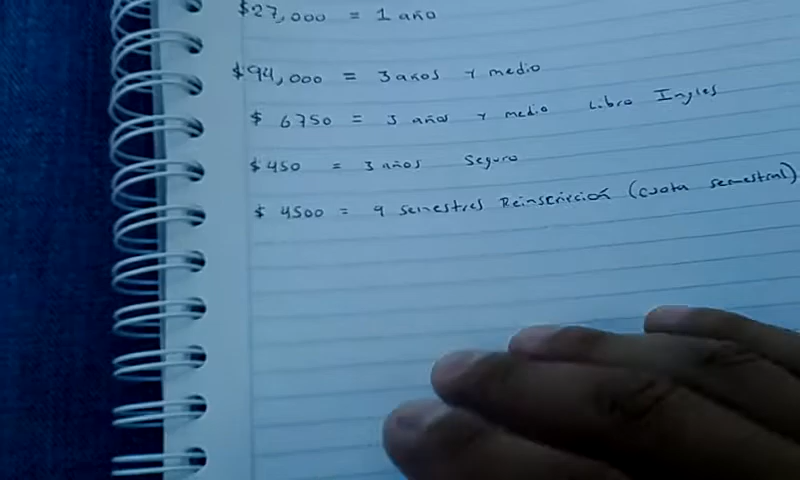 $27,000 = 1 año
$94,000 = 3 años y medio
$ 6750 = 3 años y medio Libro Ingles
$450 = 3 años Seguro
$ 4500 = 9 semestres Reinscripción (cuota semestral)